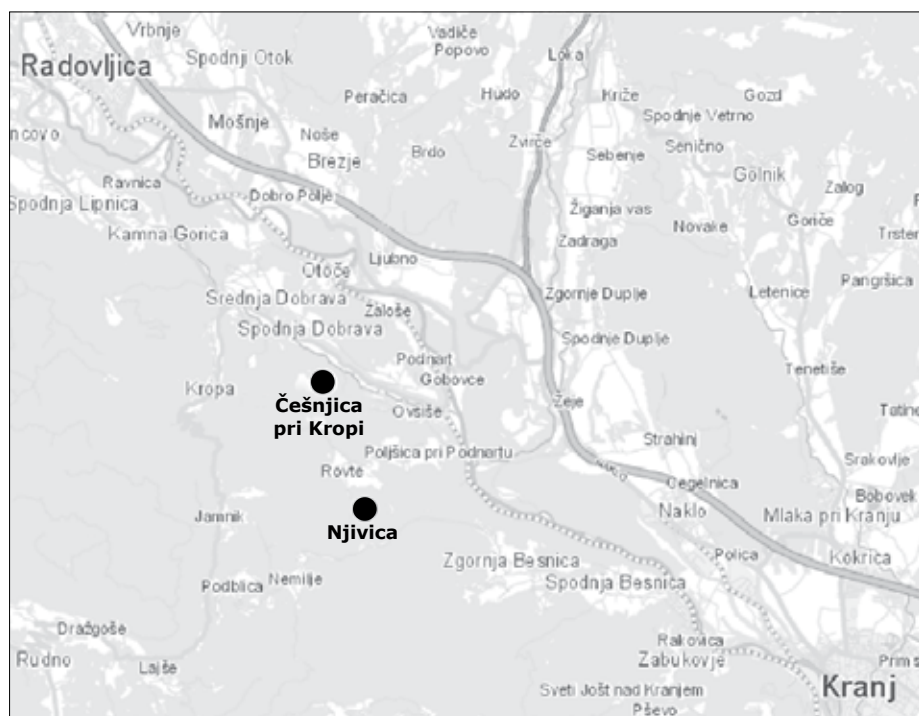 Vrbnje
Vadiče
Popovo
Spodnji Otok
Loka
Radovljica
Peračica
Hudo
Križe
Gozd
Spodnje Vetrno
Mošnje
Noše
Zvirče
Senično
Brezje
Brdo
Sebenje
Golnik
Ravnica
Dobro Polje
Zalog
Spodnja Lipnica
Žiganja vas
Novake
Goriče
Kamna Gorica
Zadraga
Otoče
Ljubno
Pangršica
Srednja Dobrava
Zgornje Duplje
Letenice
Zaloše
Spodnja Dobrava
Spodnje Duplje
Podnart
Gobovce
Tenetiše
Kropa
Češnjica
pri Kropi
Ovsiše
Žeje
Strahinj
Poljšica pri Podnartu
Srakovlje
Rovte
NAKLO
Cegelnica
Bobovek
Naklo
Mlaka pri Kranju
Jamnik
Njivica
Polica
Kokrica
Zgornja Besnica
Nemilje
Podblica
Spodnja Besnica
Dražgoše
Rakovica
Rudno
Lajše
Zabukovje
Sveti Jošt nad Kranjem
Kranj
Pševo